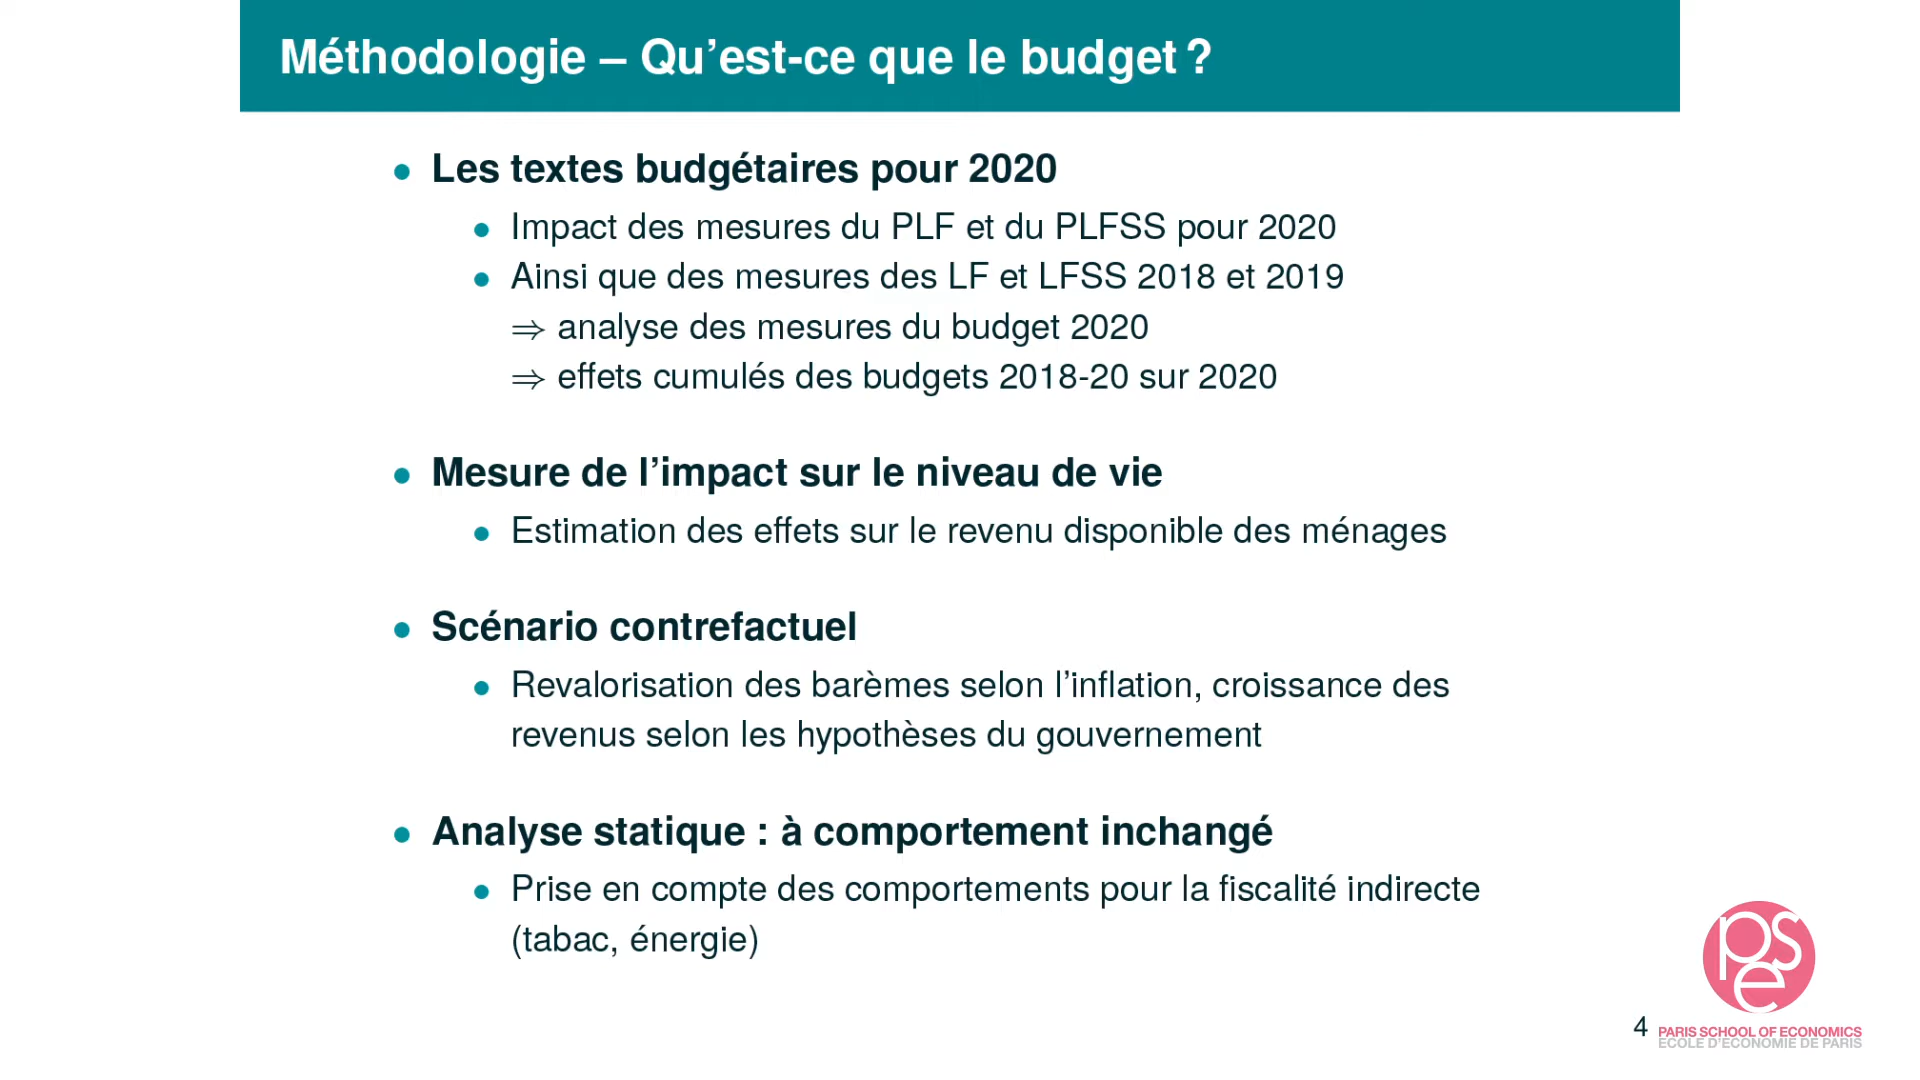 Méthodologie – Qu’est-ce que le budget ?
• Les textes budgétaires pour 2020
• Impact des mesures du PLF et du PLFSS pour 2020
• Ainsi que des mesures des LF et LFSS 2018 et 2019
⇒ analyse des mesures du budget 2020
⇒ effets cumulés des budgets 2018-20 sur 2020
• Mesure de l’impact sur le niveau de vie
• Estimation des effets sur le revenu disponible des ménages
• Scénario contrefactuel
• Revalorisation des barèmes selon l’inflation, croissance des
revenus selon les hypothèses du gouvernement
• Analyse statique : à comportement inchangé
• Prise en compte des comportements pour la fiscalité indirecte
(tabac, énergie)
pse
4
PARIS SCHOOL OF ECONOMICS
ECOLE D'ECONOMIE DE PARIS